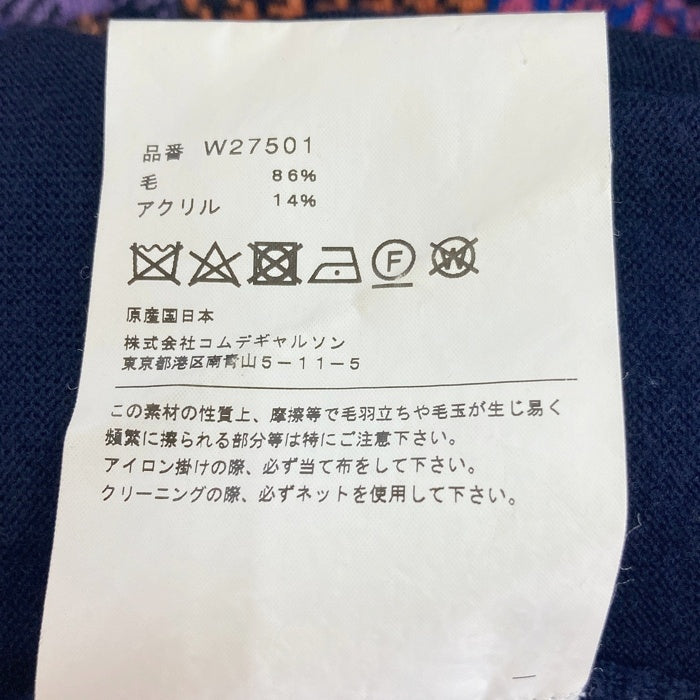 品番 W27501
毛 86%
アクリル 14%
F W
原産国日本
株式会社コムデギャルソン
東京都港区南青山5-11-5
この素材の性質上、摩擦等で毛羽立ちや毛玉が生じ易く
頻繁に擦られる部分等は特にご注意下さい。
アイロン掛けの際、必ず当て布をして下さい。
クリーニングの際、必ずネットを使用して下さい。